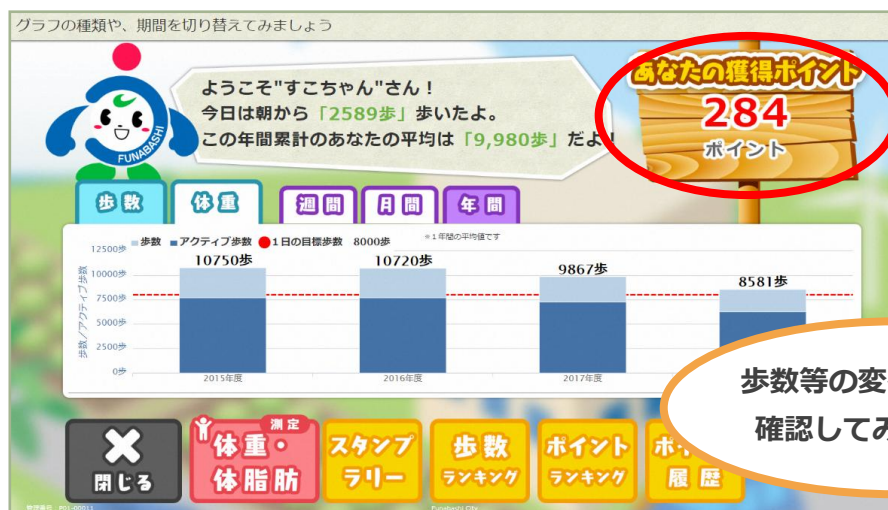 グラフの種類や、期間を切り替えてみましょう
ようこそ"すこちゃん"さん！
今日は朝から「2589歩」歩いたよ。
この年間累計のあなたの平均は「9,980歩」だよ！
あなたの獲得ポイント
284
ポイント
FUNABASHI
歩数 体重 週間 月間 年間
歩数 アクティブ歩数 1日の目標歩数 8000歩 ※1年間の平均値です
歩数/アクティブ歩数
12500歩
10000歩
7500歩
5000歩
2500歩
0歩
10750歩 10720歩 9867歩 8581歩
2015年度 2016年度 2017年度
歩数等の変
確認してみ
閉じる
測定
体重・
体脂肪
スタンプ
ラリー
歩数
ランキング
ポイント
ランキング
履歴
Funabashi City